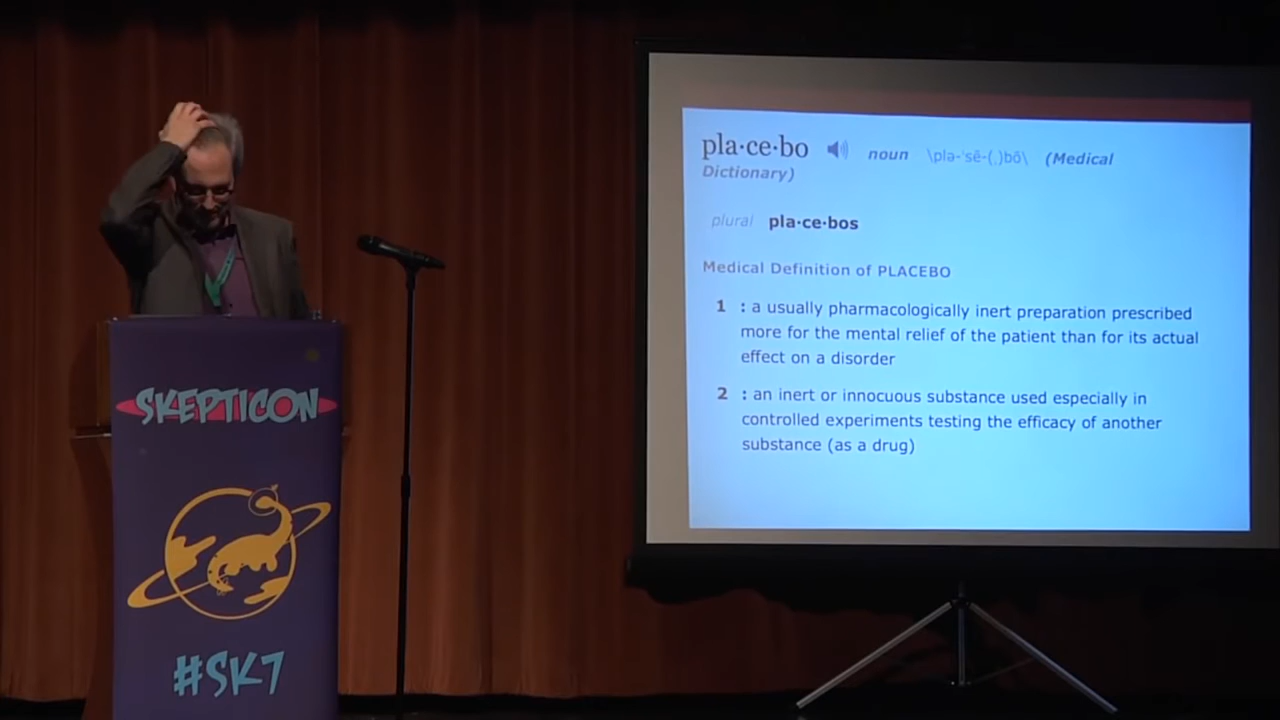 SKEPTICON
#SK7
pla·ce·bo noun \plə-ˈsē-(ˌ)bō\ (Medical
Dictionary)
plural pla·ce·bos
Medical Definition of PLACEBO
1 : a usually pharmacologically inert preparation prescribed
more for the mental relief of the patient than for its actual
effect on a disorder
2 : an inert or innocuous substance used especially in
controlled experiments testing the efficacy of another
substance (as a drug)